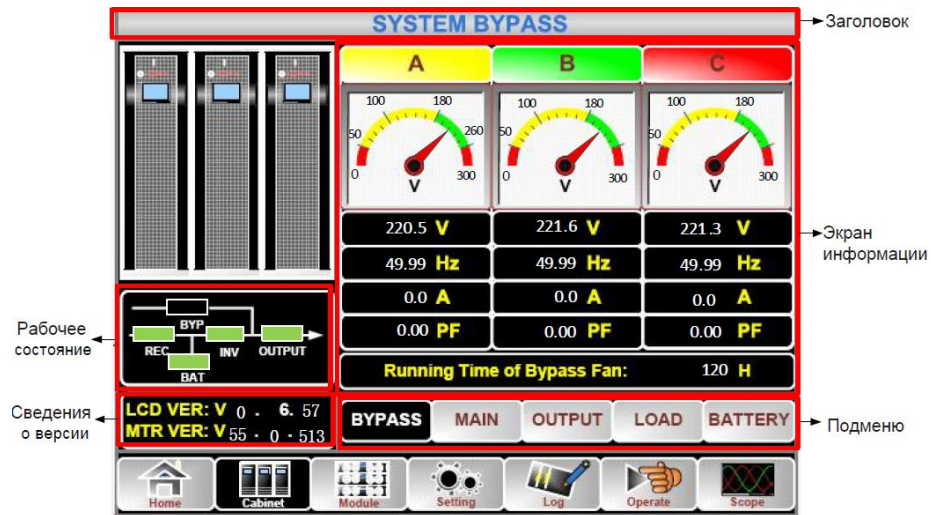 SYSTEM BYPASS
Заголовок
A B C
100 180 100 180 100 180
50 260 50 50
0 V 300 0 V 300 0 V 300
220.5 V 221.6 V 221.3 V
Экран
информации
49.99 Hz 49.99 Hz 49.99 Hz
0.0 A 0.0 A 0.0 A
0.00 PF 0.00 PF 0.00 PF
Running Time of Bypass Fan: 120 H
Рабочее
состояние
BYP
REC INV OUTPUT
BAT
Сведения
о версии
LCD VER: V 0 . 6. 57
MTR VER: V 55 . 0 . 513
BYPASS MAIN OUTPUT LOAD BATTERY
Подменю
Home Cabinet Module Setting Log Operate Scope